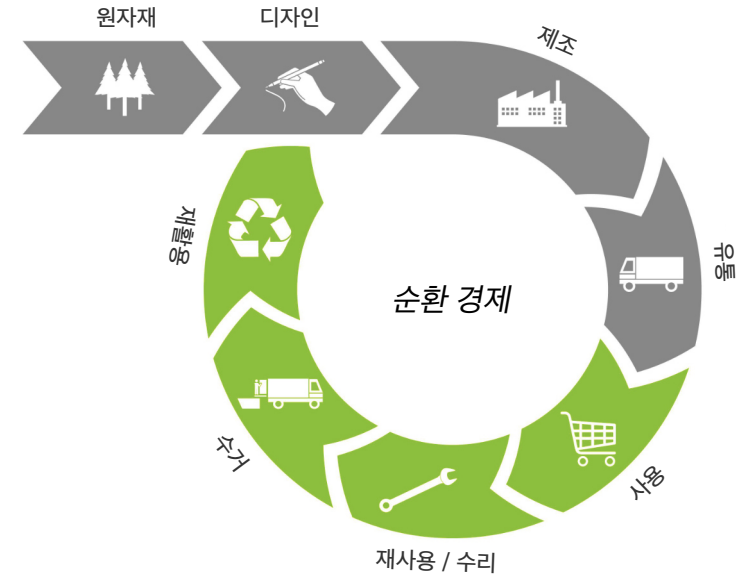 원자재
디자인
제조
유통
사용
재사용 / 수리
수거
재활용
순환 경제